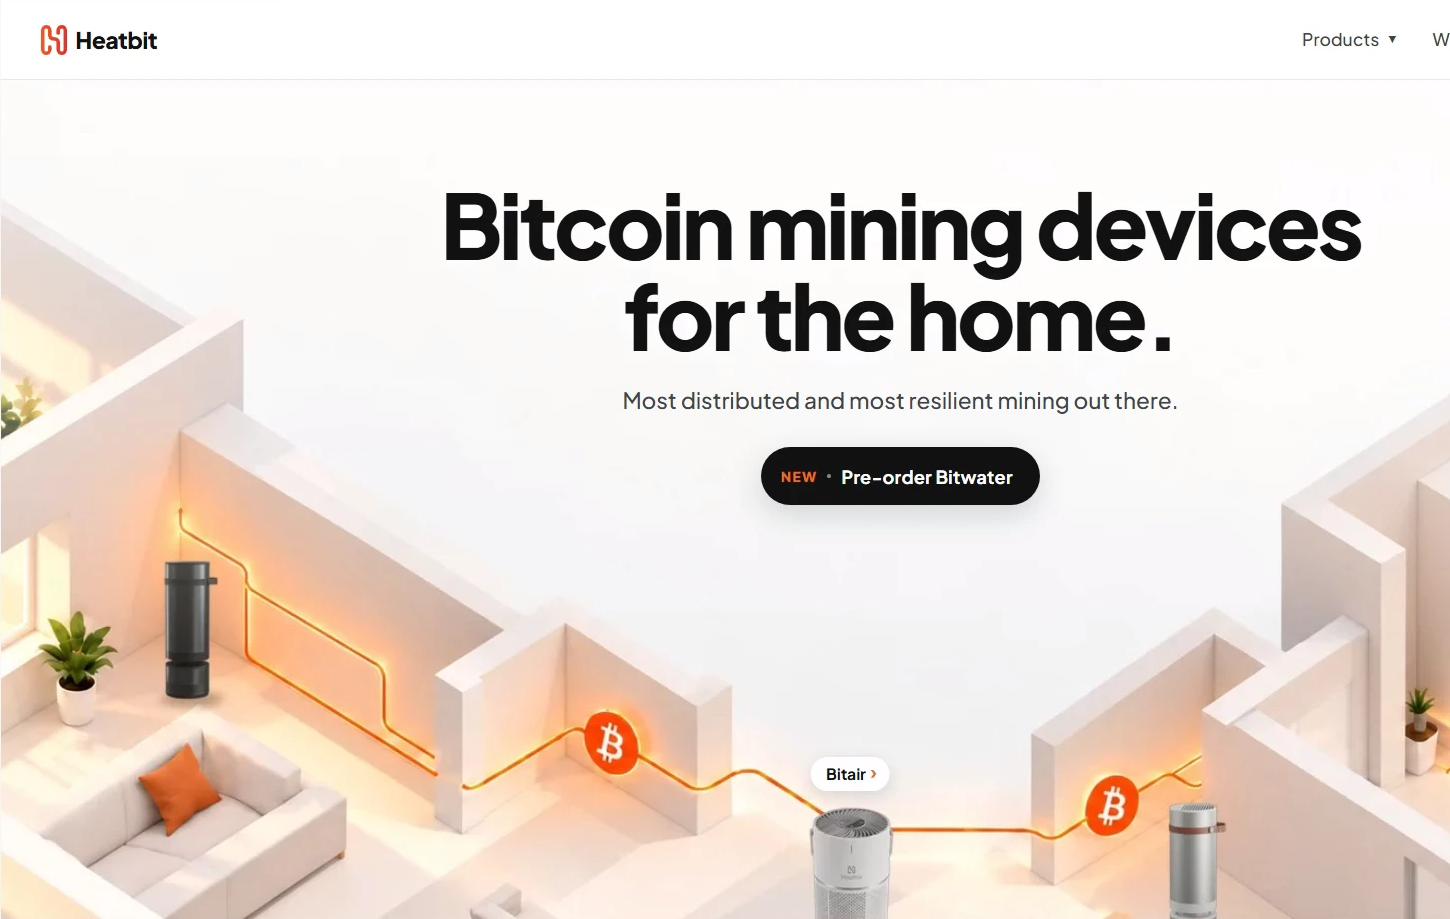 Heatbit
Products ▼
W
Bitcoin mining devices
for the home.
Most distributed and most resilient mining out there.
NEW • Pre-order Bitwater
Bitair ›